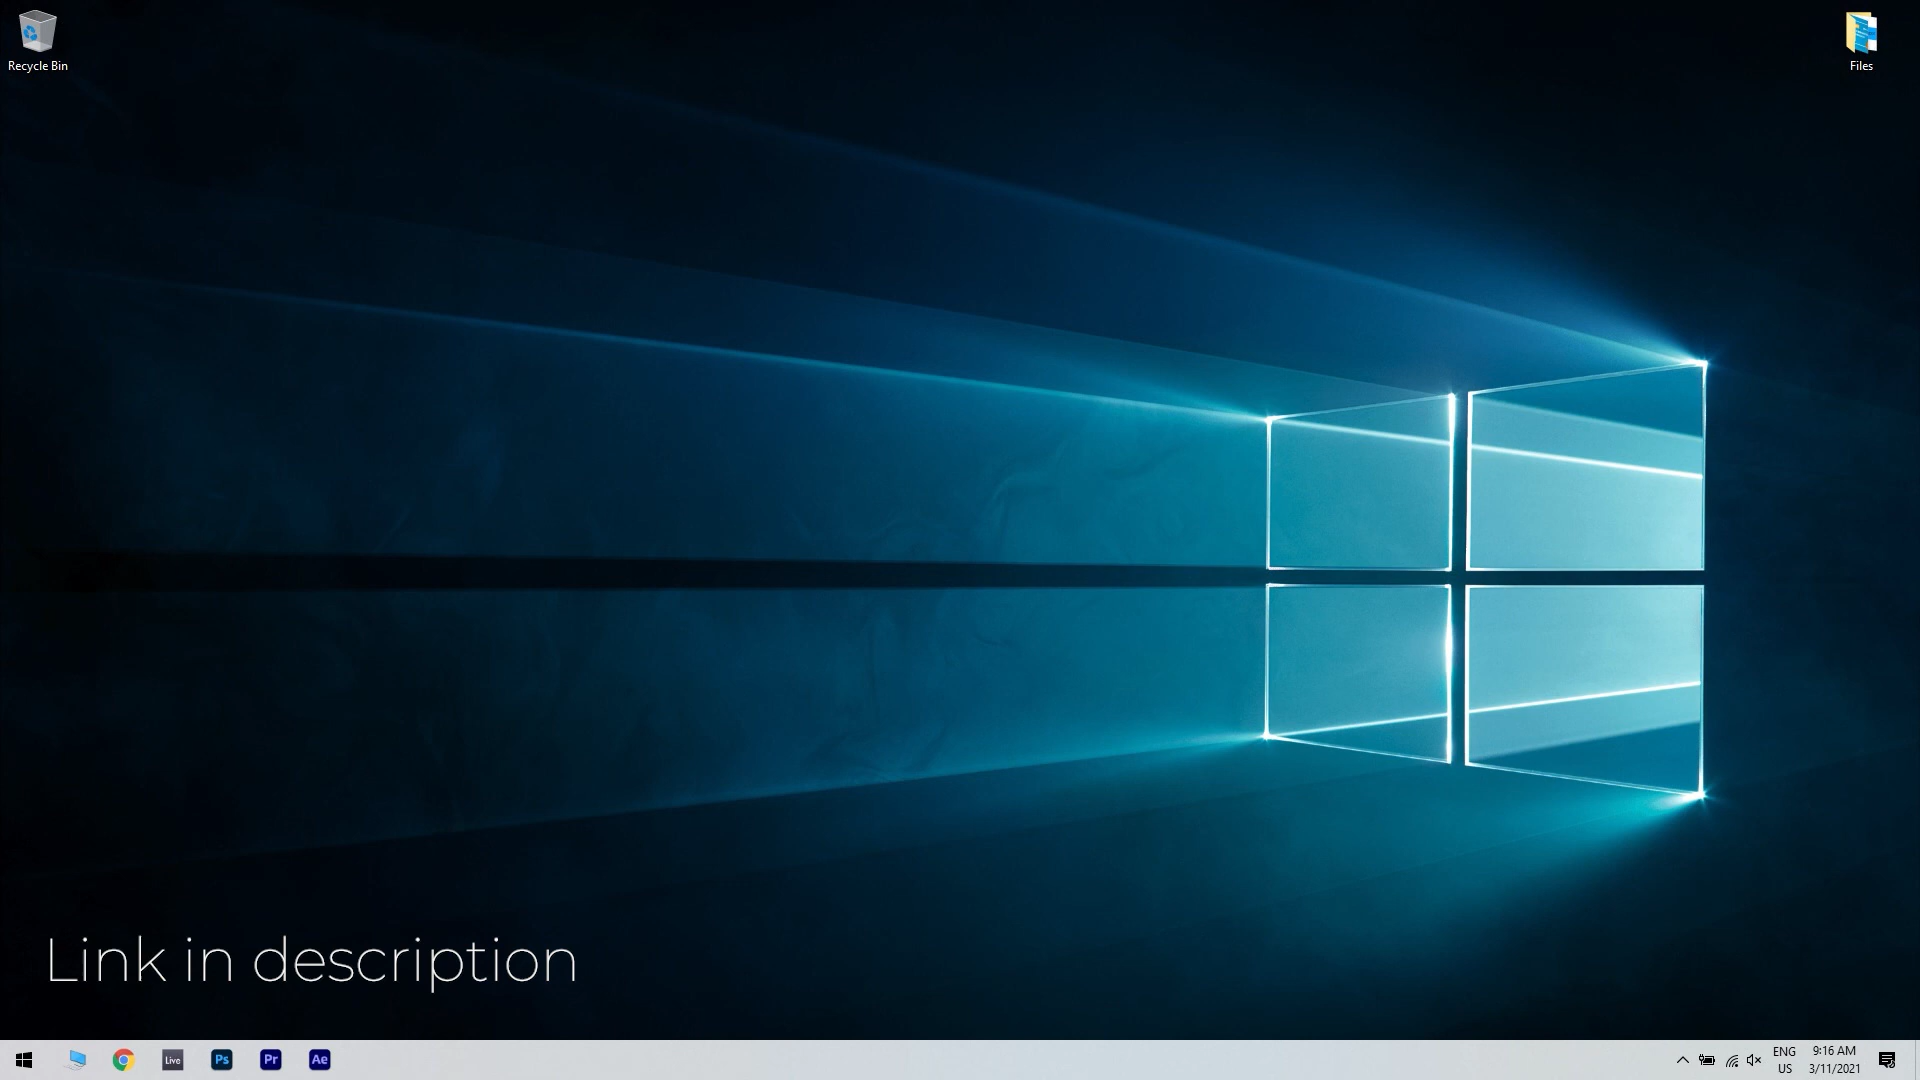 Recycle Bin
Files
Link in description
Live
Ps
Pr
Ae
ENG
US
9:16 AM
3/11/2021